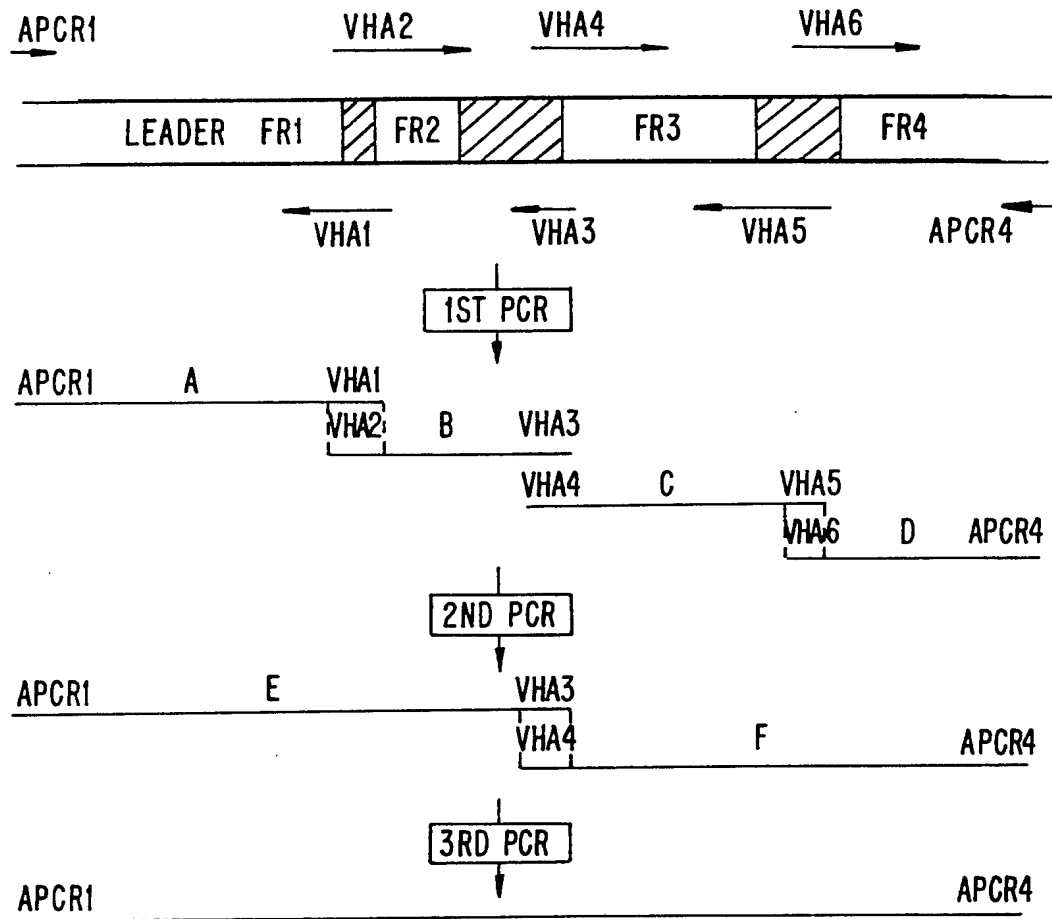 APCR1 VHA2 VHA4 VHA6
LEADER FR1 FR2 FR3 FR4
VHA1 VHA3 VHA5 APCR4
1ST PCR
APCR1 A VHA1
VHA2 B VHA3
VHA4 C VHA5
VHA6 D APCR4
2ND PCR
APCR1 E VHA3
VHA4 F APCR4
3RD PCR
APCR1 APCR4